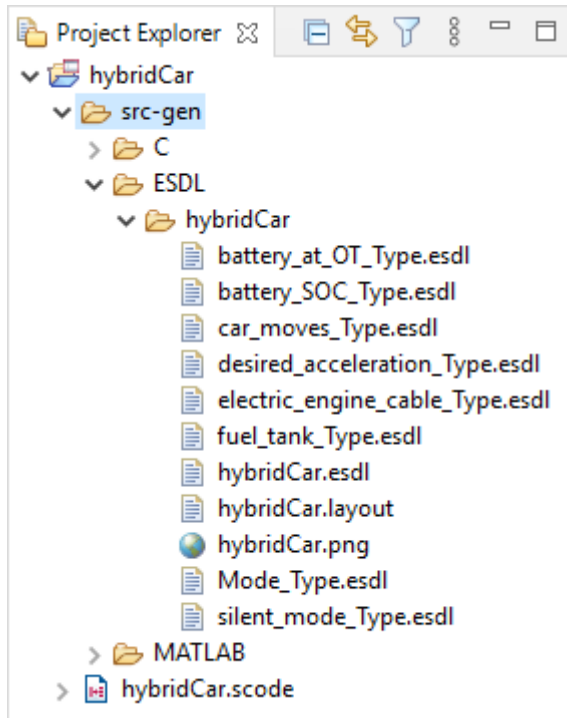 Project Explorer
hybridCar
src-gen
C
ESDL
hybridCar
battery_at_OT_Type.esdl
battery_SOC_Type.esdl
car_moves_Type.esdl
desired_acceleration_Type.esdl
electric_engine_cable_Type.esdl
fuel_tank_Type.esdl
hybridCar.esdl
hybridCar.layout
hybridCar.png
Mode_Type.esdl
silent_mode_Type.esdl
MATLAB
hybridCar.scode